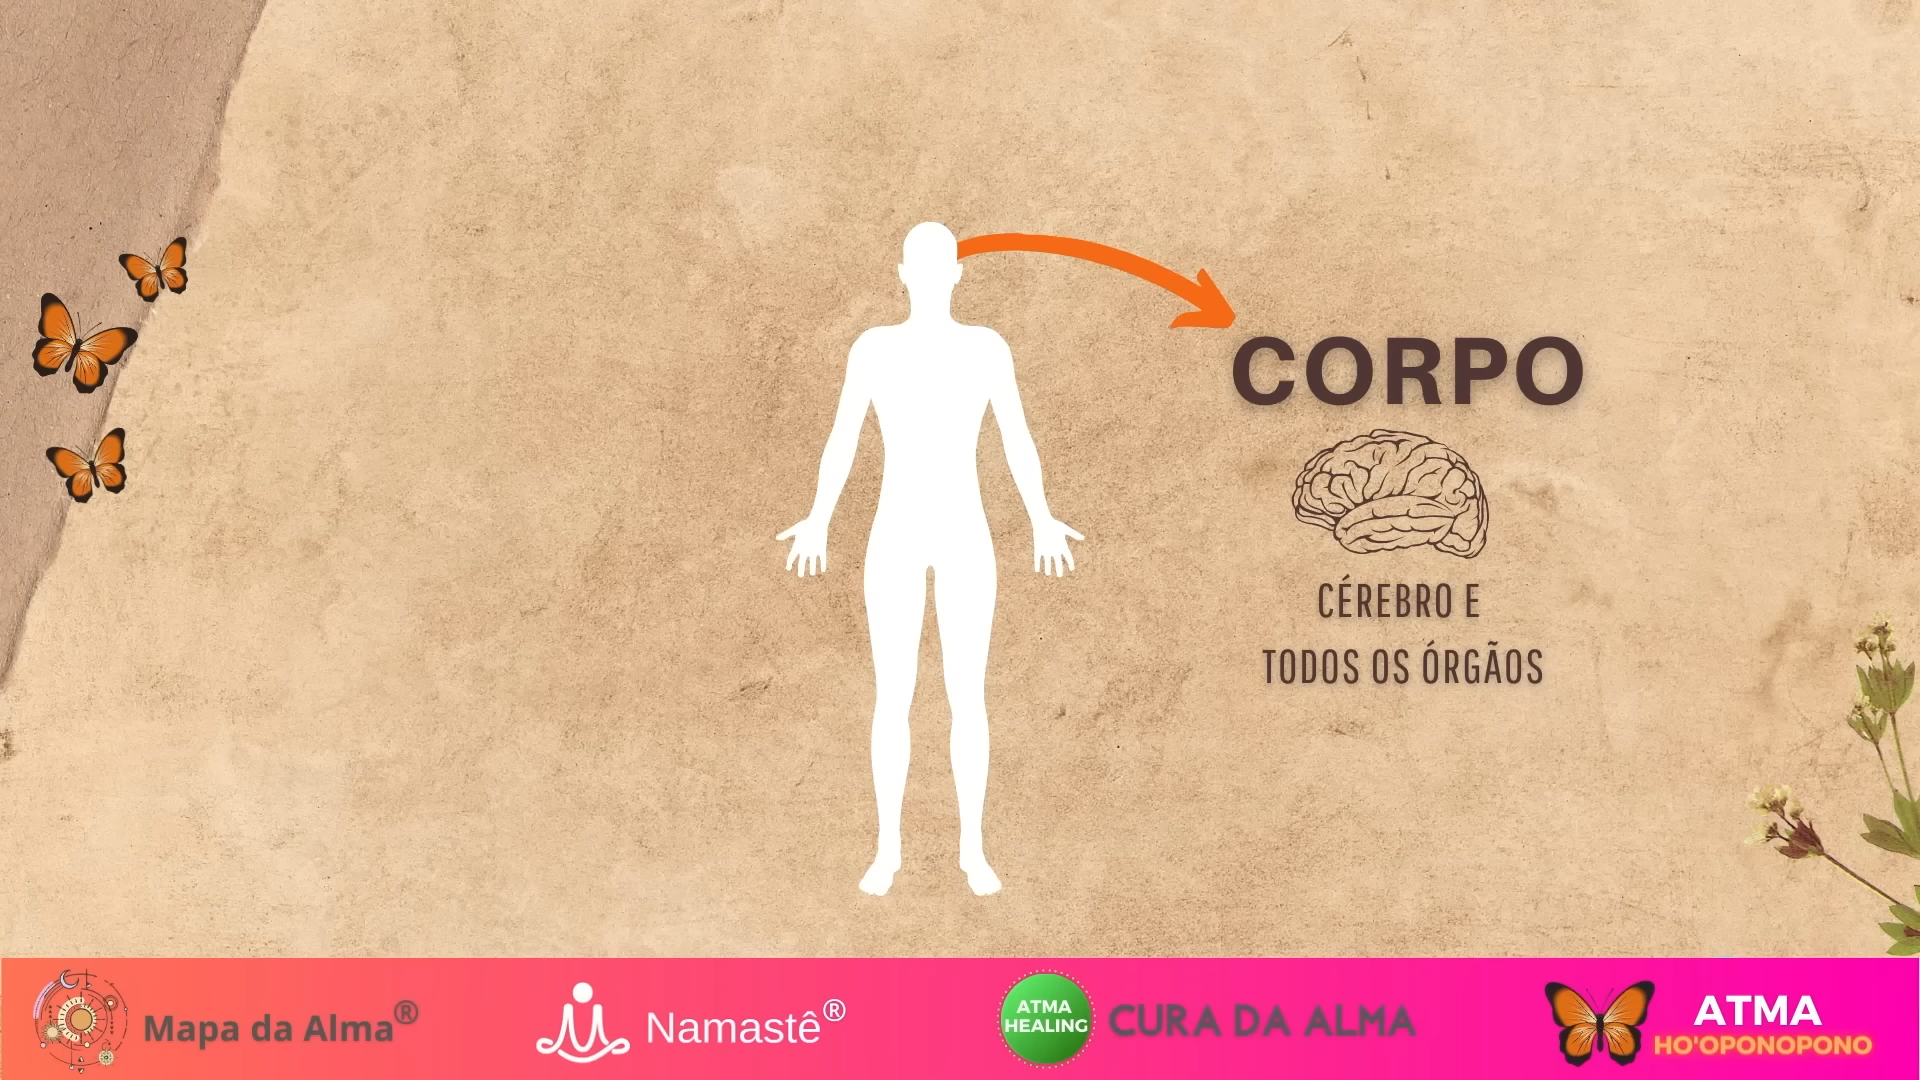 CORPO
CÉREBRO E
TODOS OS ÓRGÃOS
Mapa da Alma®
Namastê®
ATMA
HEALING
CURA DA ALMA
ATMA
HO'OPONOPONO